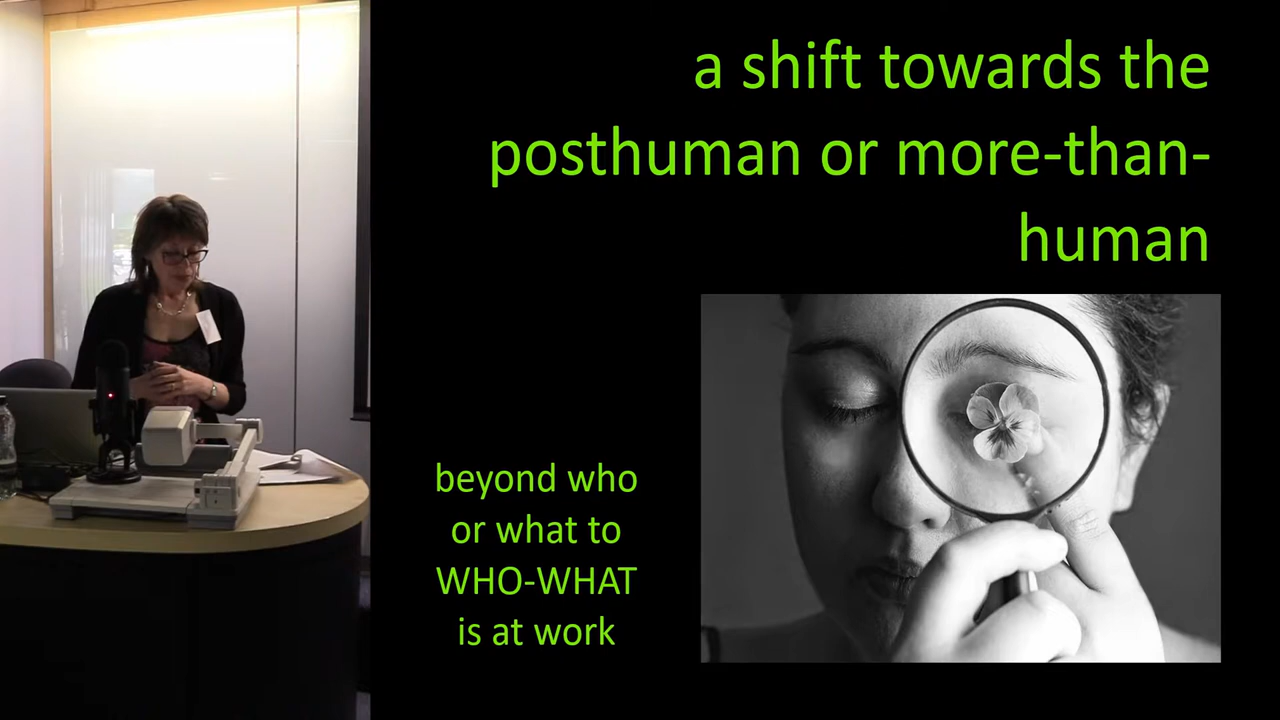 a shift towards the
posthuman or more-than-
human
beyond who
or what to
WHO-WHAT
is at work